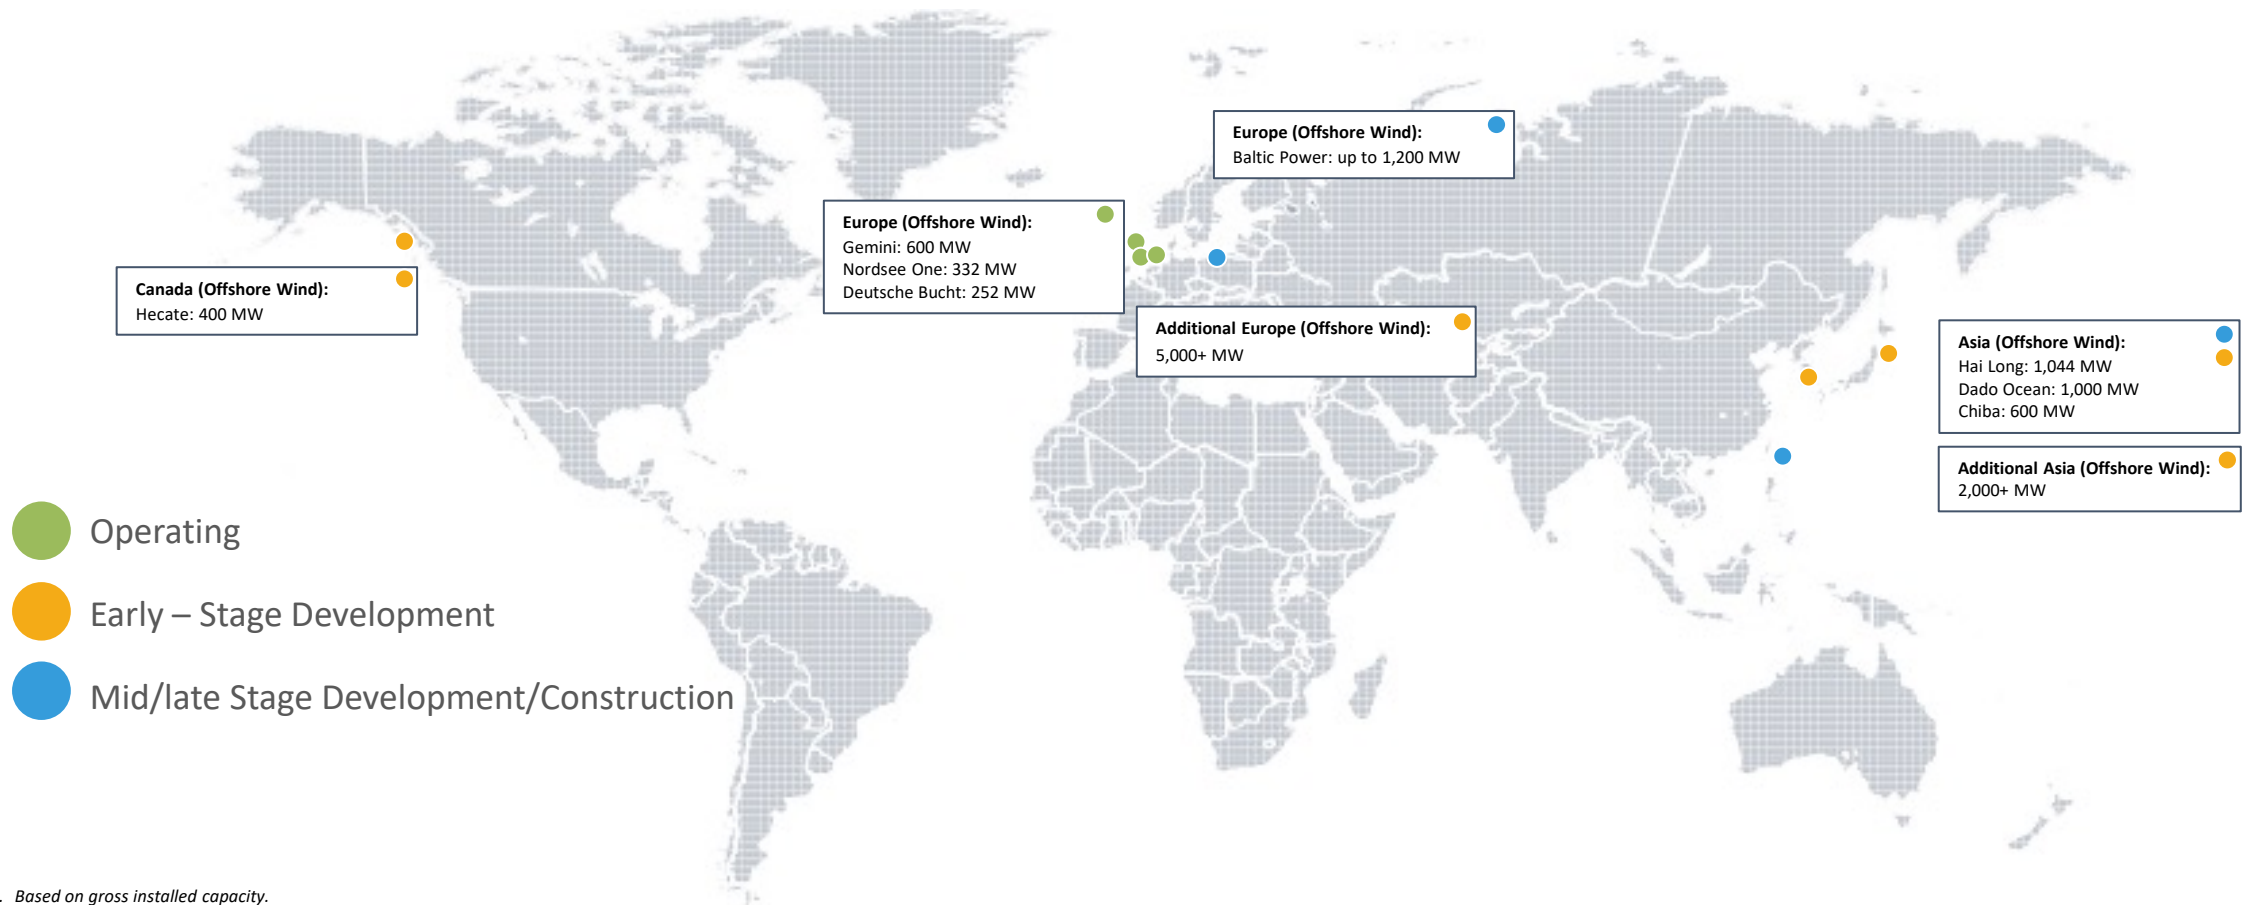 Europe (Offshore Wind):
Baltic Power: up to 1,200 MW
Europe (Offshore Wind):
Gemini: 600 MW
Nordsee One: 332 MW
Deutsche Bucht: 252 MW
Canada (Offshore Wind):
Hecate: 400 MW
Additional Europe (Offshore Wind):
5,000+ MW
Asia (Offshore Wind):
Hai Long: 1,044 MW
Dado Ocean: 1,000 MW
Chiba: 600 MW
Additional Asia (Offshore Wind):
2,000+ MW
Operating
Early – Stage Development
Mid/late Stage Development/Construction
. Based on gross installed capacity.